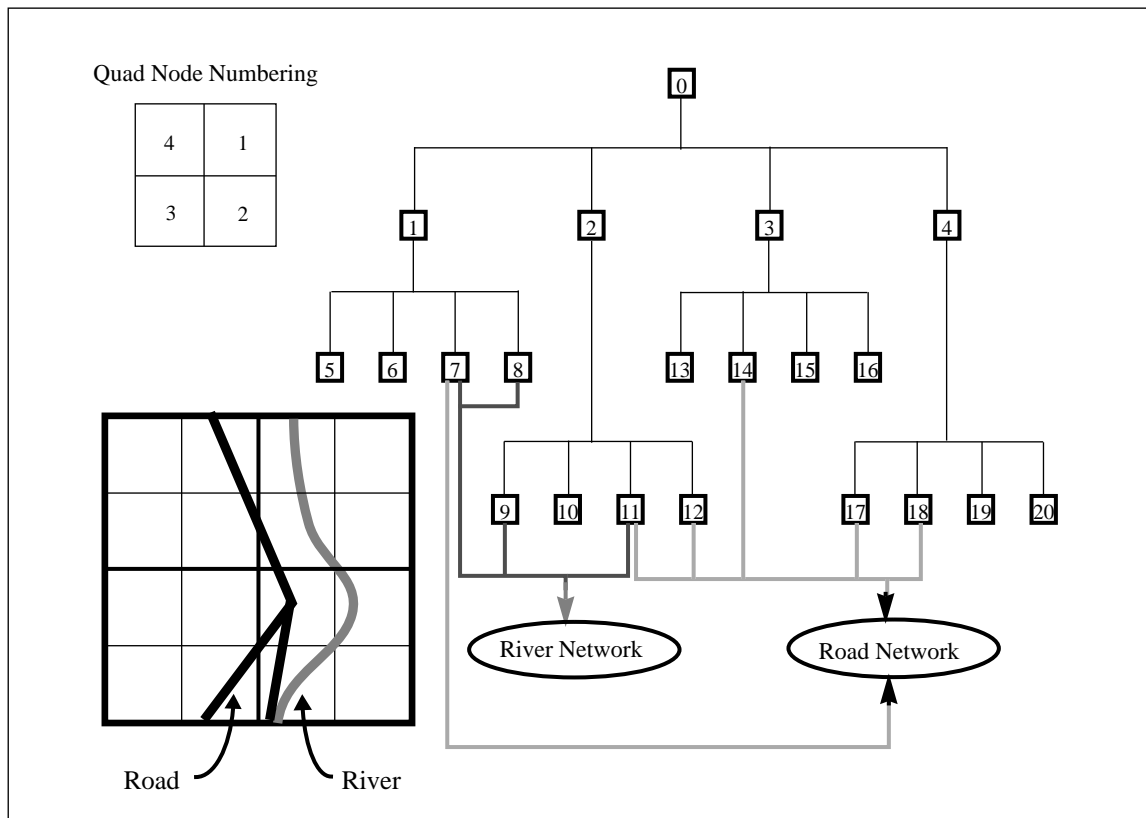 Quad Node Numbering
4 1
3 2
0
1 2 3 4
5 6 7 8
13 14 15 16
9 10 11 12
17 18 19 20
River Network
Road Network
Road
River